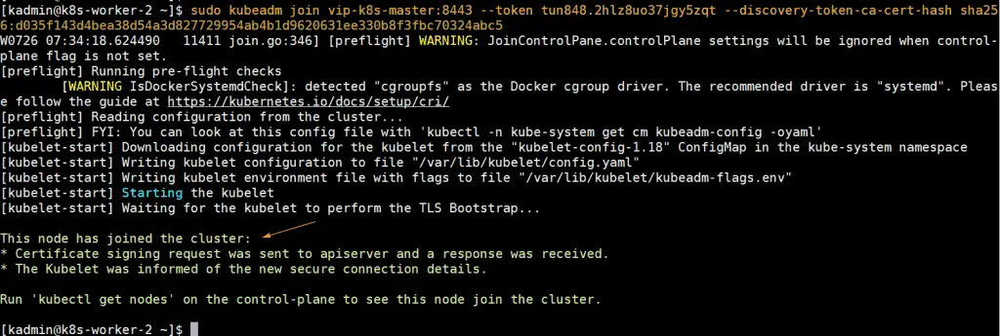 [kadmin@k8s-worker-2 ~]$ sudo kubeadm join vip-k8s-master:8443 --token tun848.2hlz8uo37jgy5zqt --discovery-token-ca-cert-hash sha25
6:d035f143d4bea38d54a3d827729954ab4b1d9620631ee330b8f3fbc70324abc5
W0726 07:34:18.624490   11411 join.go:346] [preflight] WARNING: JoinControlPane.controlPlane settings will be ignored when control-
plane flag is not set.
[preflight] Running pre-flight checks
        [WARNING IsDockerSystemdCheck]: detected "cgroupfs" as the Docker cgroup driver. The recommended driver is "systemd". Pleas
e follow the guide at https://kubernetes.io/docs/setup/cri/
[preflight] Reading configuration from the cluster...
[preflight] FYI: You can look at this config file with 'kubectl -n kube-system get cm kubeadm-config -oyaml'
[kubelet-start] Downloading configuration for the kubelet from the "kubelet-config-1.18" ConfigMap in the kube-system namespace
[kubelet-start] Writing kubelet configuration to file "/var/lib/kubelet/config.yaml"
[kubelet-start] Writing kubelet environment file with flags to file "/var/lib/kubelet/kubeadm-flags.env"
[kubelet-start] Starting the kubelet
[kubelet-start] Waiting for the kubelet to perform the TLS Bootstrap...
This node has joined the cluster:
* Certificate signing request was sent to apiserver and a response was received.
* The Kubelet was informed of the new secure connection details.
Run 'kubectl get nodes' on the control-plane to see this node join the cluster.
[kadmin@k8s-worker-2 ~]$